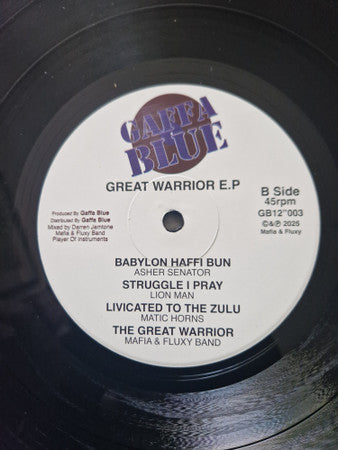 GAFFA
BLUE
GREAT WARRIOR E.P
B Side
45rpm
GB12"003
©&℗ 2025
Mafia & Fluxy
Produced By Gaffa Blue
Distributed By Gaffa Blue
Mixed by Darren Jamtone
Mafia & Fluxy Band
Player Of Instruments
BABYLON HAFFI BUN
ASHER SENATOR
STRUGGLE I PRAY
LION MAN
LIVICATED TO THE ZULU
MATIC HORNS
THE GREAT WARRIOR
MAFIA & FLUXY BAND